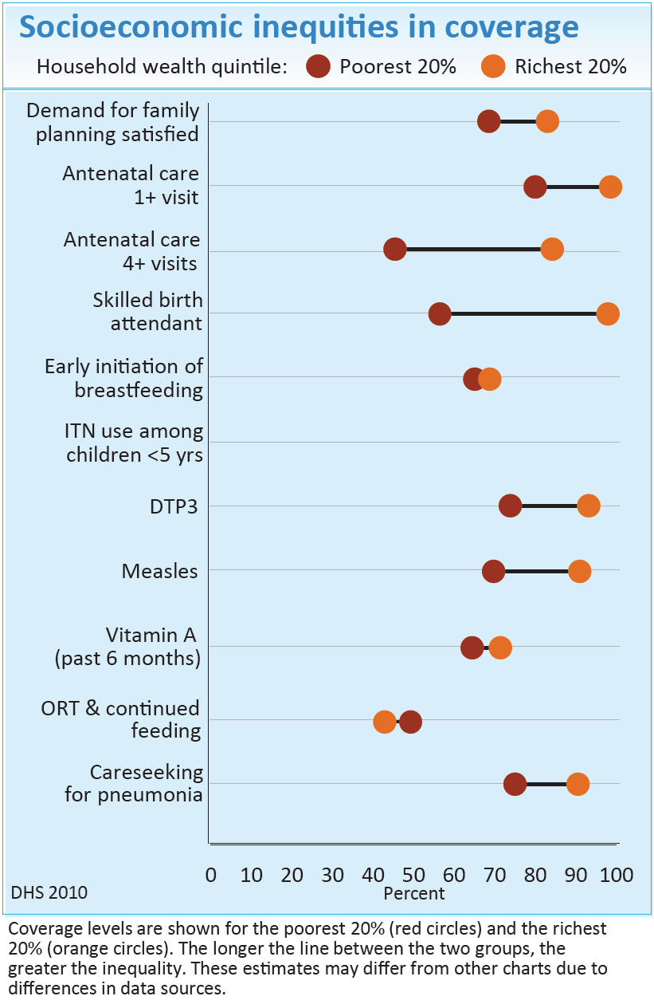 Socioeconomic inequities in coverage
Household wealth quintile: Poorest 20% Richest 20%
Demand for family
planning satisfied
Antenatal care
1+ visit
Antenatal care
4+ visits
Skilled birth
attendant
Early initiation of
breastfeeding
ITN use among
children <5 yrs
DTP3
Measles
Vitamin A
(past 6 months)
ORT & continued
feeding
Careseeking
for pneumonia
0 10 20 30 40 50 60 70 80 90 100
Percent
DHS 2010
Coverage levels are shown for the poorest 20% (red circles) and the richest
20% (orange circles). The longer the line between the two groups, the
greater the inequality. These estimates may differ from other charts due to
differences in data sources.